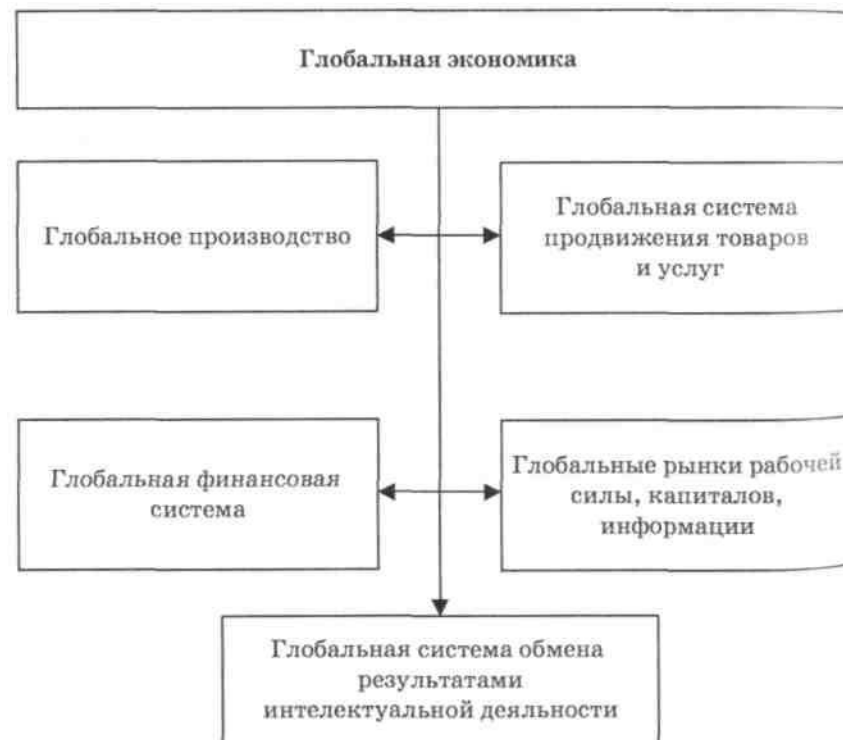 Глобальная экономика
Глобальное производство
Глобальная система
продвижения товаров
и услуг
Глобальная финансовая
система
Глобальные рынки рабочей
силы, капиталов,
информации
Глобальная система обмена
результатами
интелектуальной деяльности